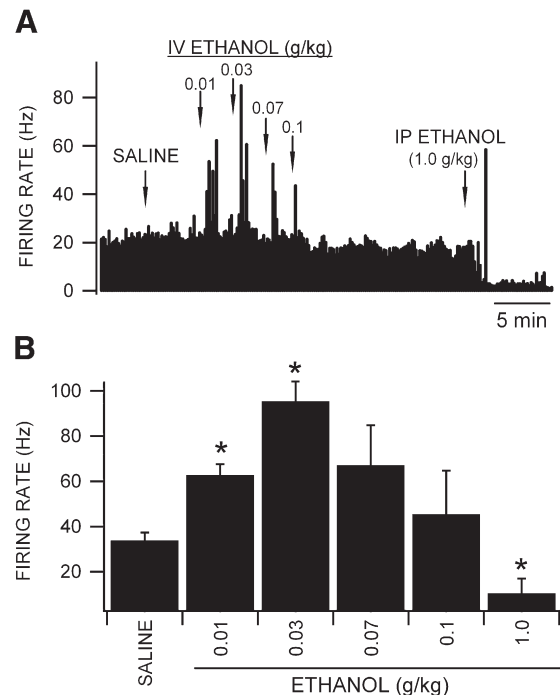 A
IV ETHANOL (g/kg)
0.01
0.03
0.07
0.1
SALINE
IP ETHANOL
(1.0 g/kg)
FIRING RATE (Hz)
80
60
40
20
0
5 min
B
FIRING RATE (Hz)
100
80
60
40
20
*
*
*
SALINE
0.01
0.03
0.07
0.1
1.0
ETHANOL (g/kg)